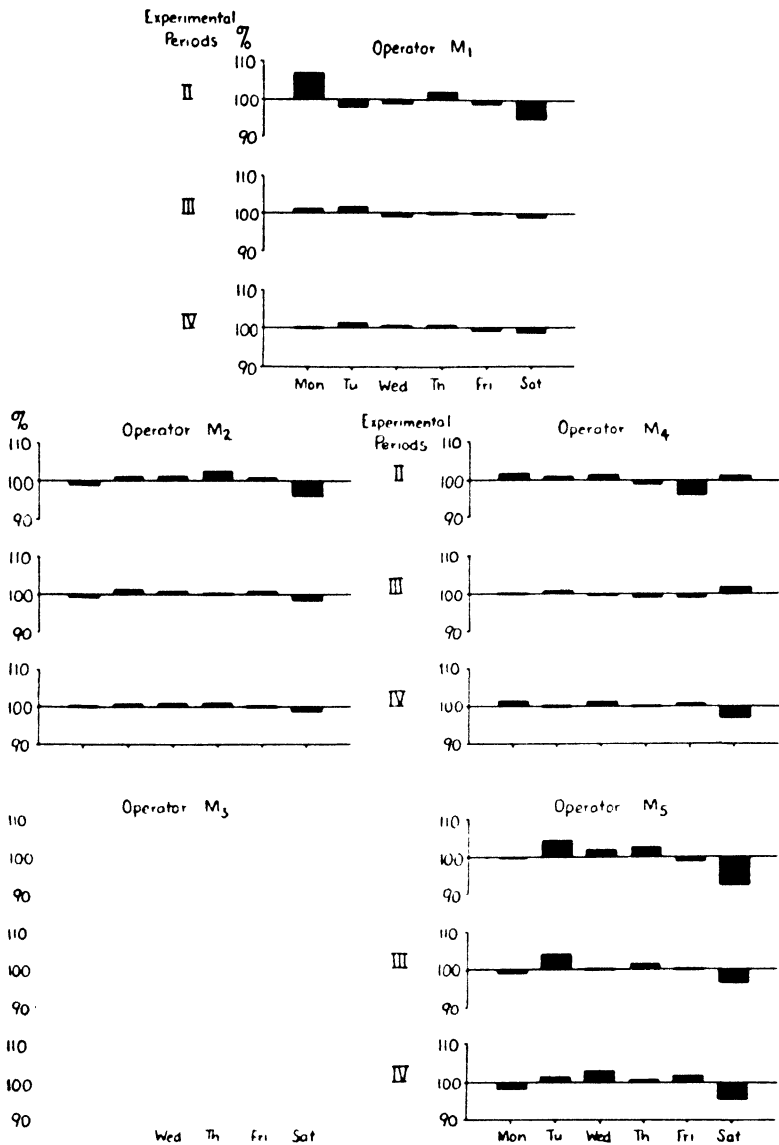 Experimental
Periods %
Operator M₁
110
II
100
90
110
III
100
90
110
IV
100
90
Mon Tu Wed Th Fri Sat
%
Operator M₂
110
100
90
110
100
90
110
100
90
Experimental
Periods
Operator M₄
110
II
100
90
110
III
100
90
110
IV
100
90
Operator M₃
110
100
90
110
100
90
110
100
90
Wed Th Fri Sat
Operator M₅
110
100
90
110
III
100
90
110
IV
100
90
Mon Tu Wed Th Fri Sat